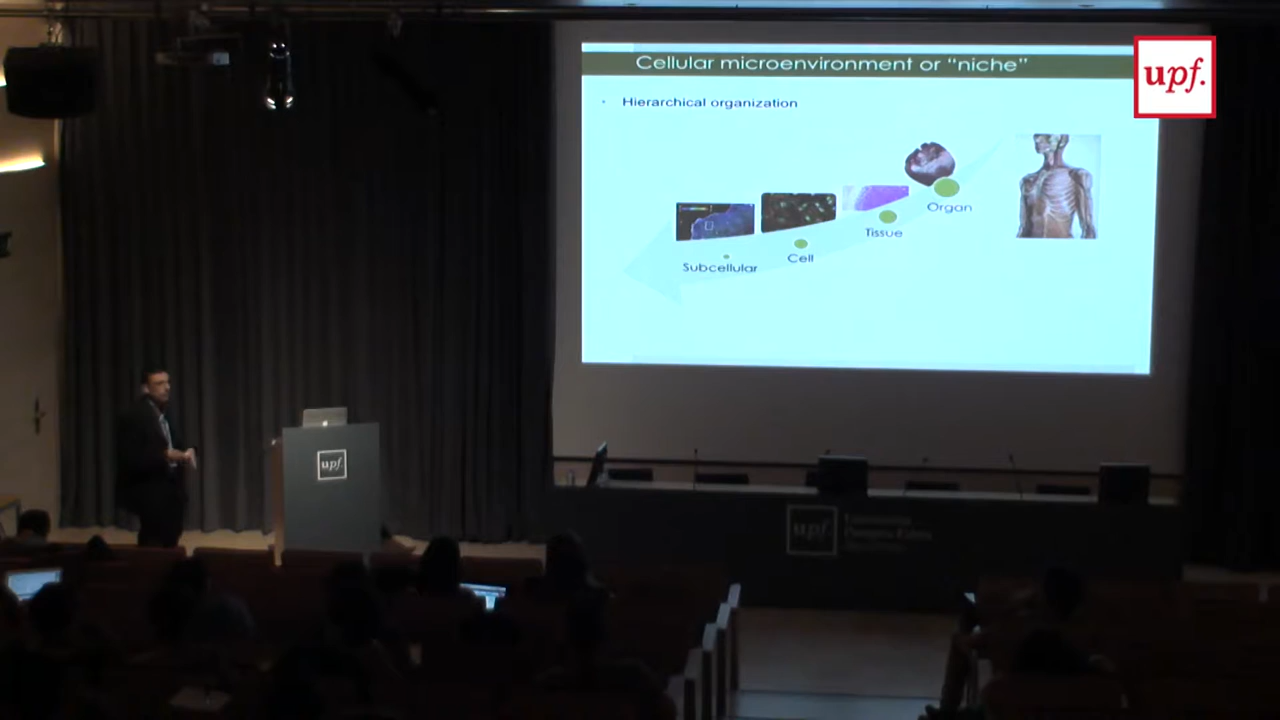 Cellular microenvironment or “niche”
upf.
• Hierarchical organization
Organ
Tissue
Cell
Subcellular
upf.
upf.